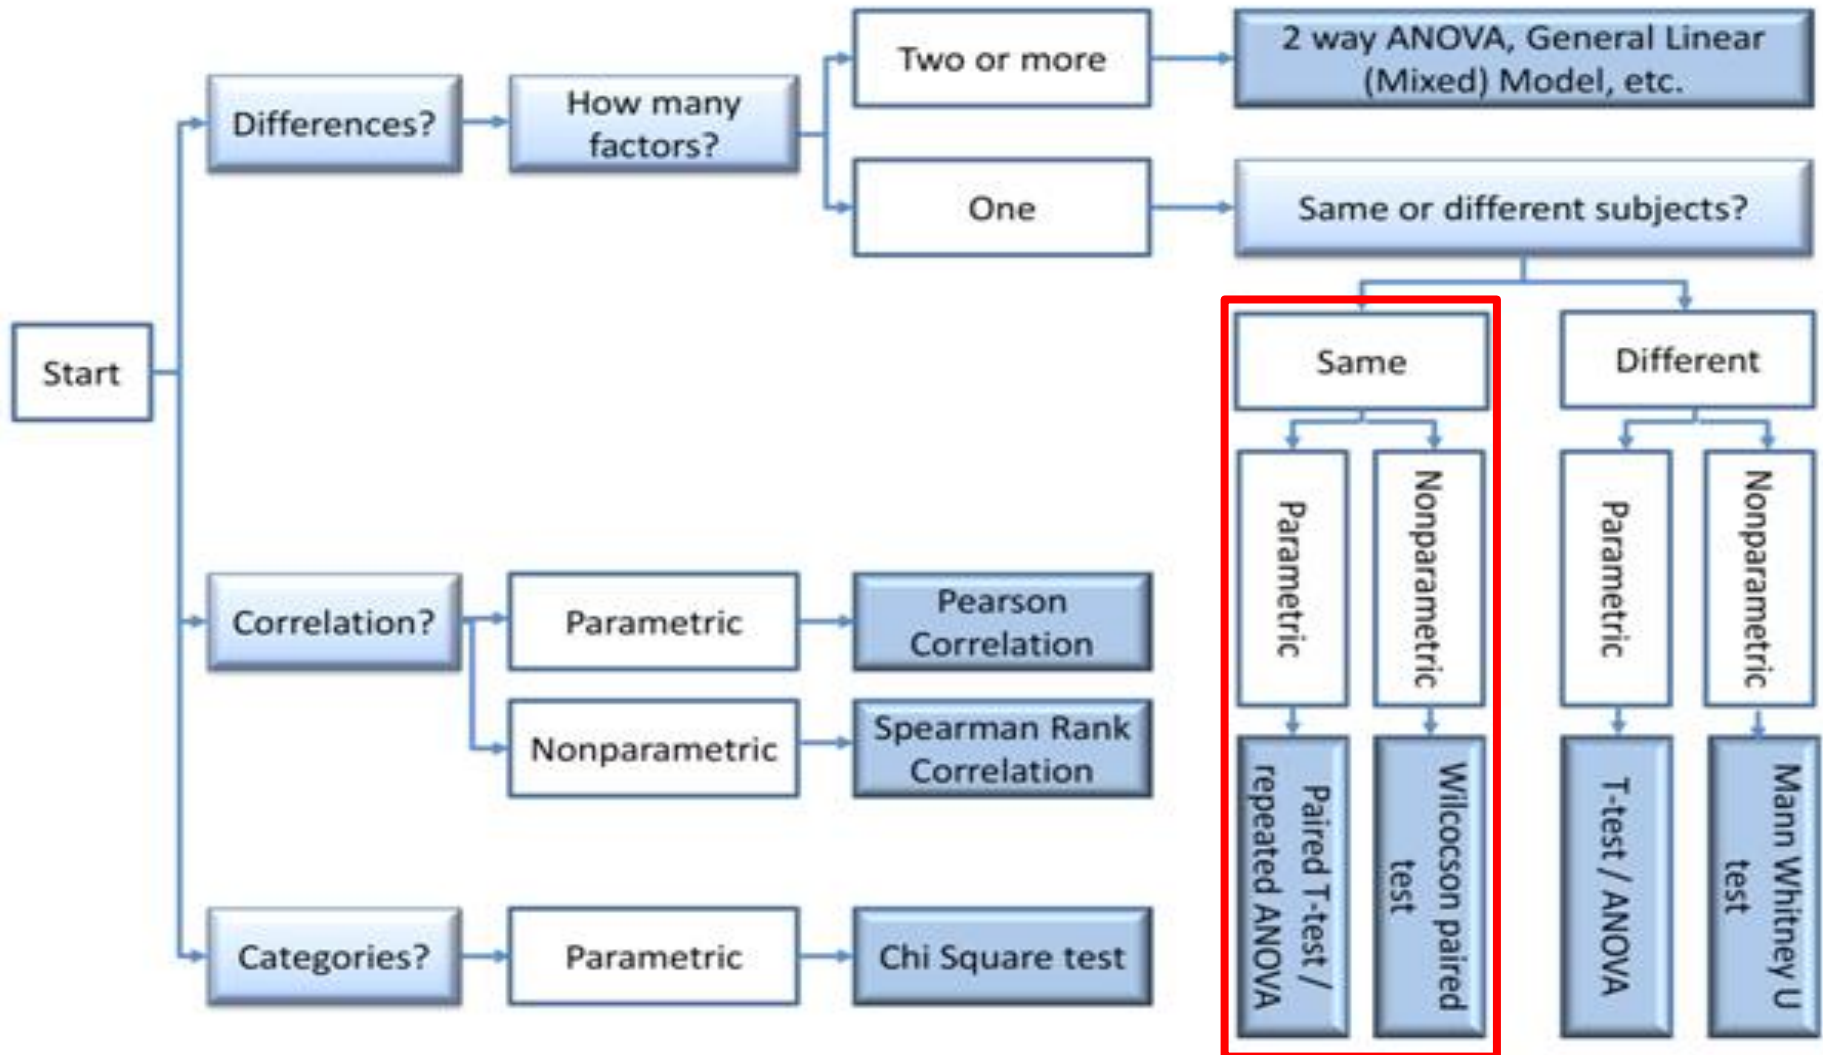 Start
Differences?
How many
factors?
Two or more
2 way ANOVA, General Linear
(Mixed) Model, etc.
One
Same or different subjects?
Same
Different
Parametric
Nonparametric
Parametric
Nonparametric
Paired T-test /
repeated ANOVA
Wilcocson paired
test
T-test / ANOVA
Mann Whitney U
test
Correlation?
Parametric
Pearson
Correlation
Nonparametric
Spearman Rank
Correlation
Categories?
Parametric
Chi Square test